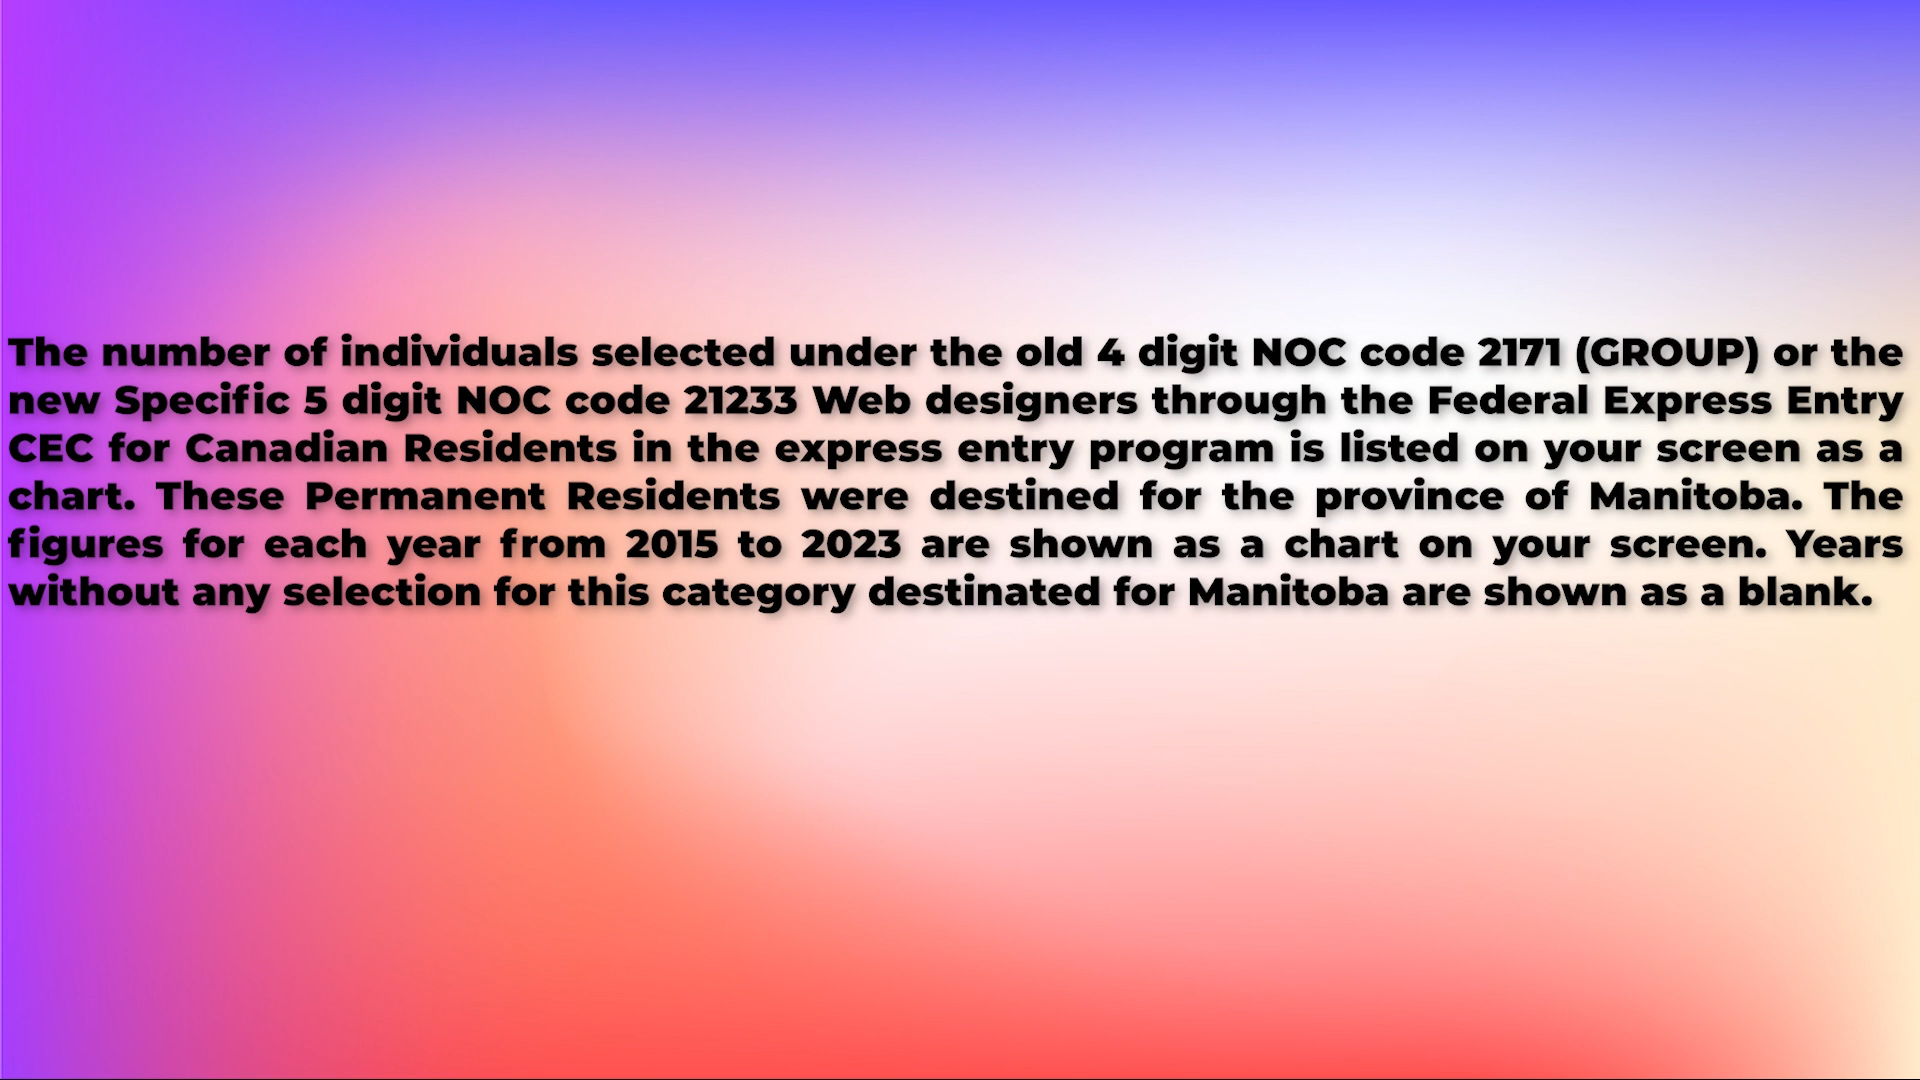 The number of individuals selected under the old 4 digit NOC code 2171 (GROUP) or the
new Specific 5 digit NOC code 21233 Web designers through the Federal Express Entry
CEC for Canadian Residents in the express entry program is listed on your screen as a
chart. These Permanent Residents were destined for the province of Manitoba. The
figures for each year from 2015 to 2023 are shown as a chart on your screen. Years
without any selection for this category destinated for Manitoba are shown as a blank.